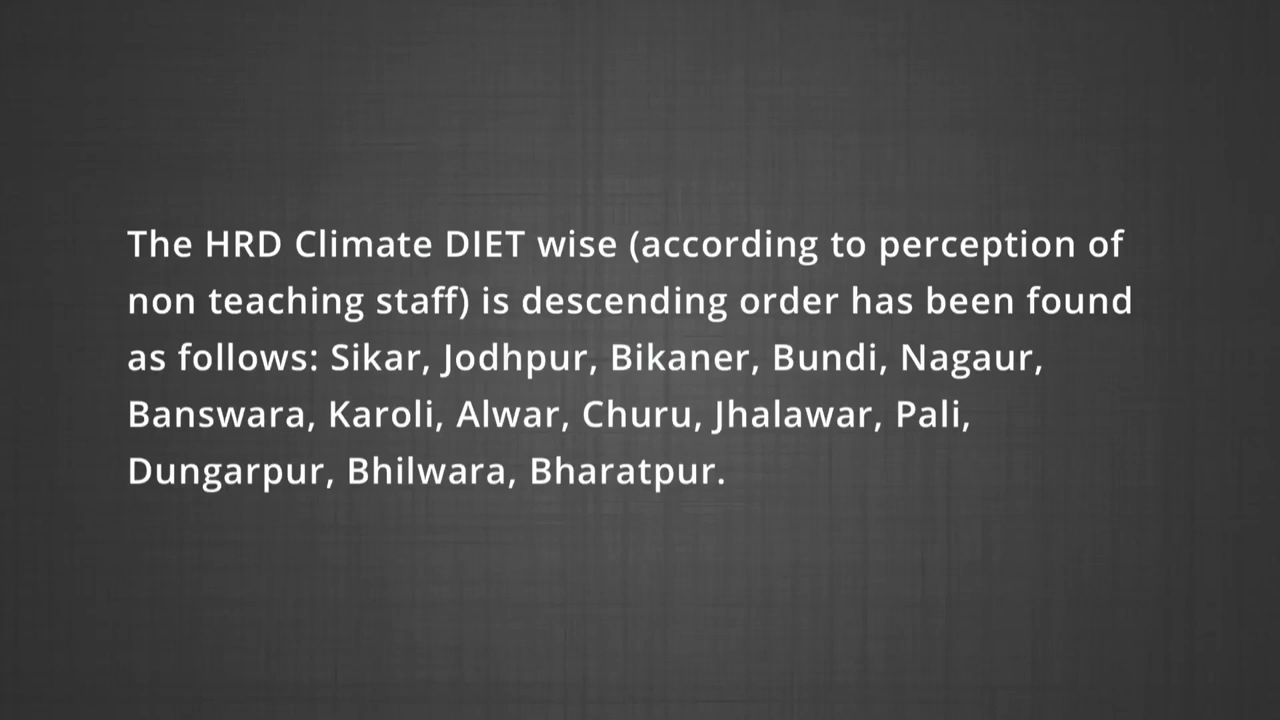 The HRD Climate DIET wise (according to perception of
non teaching staff) is descending order has been found
as follows: Sikar, Jodhpur, Bikaner, Bundi, Nagaur,
Banswara, Karoli, Alwar, Churu, Jhalawar, Pali,
Dungarpur, Bhilwara, Bharatpur.